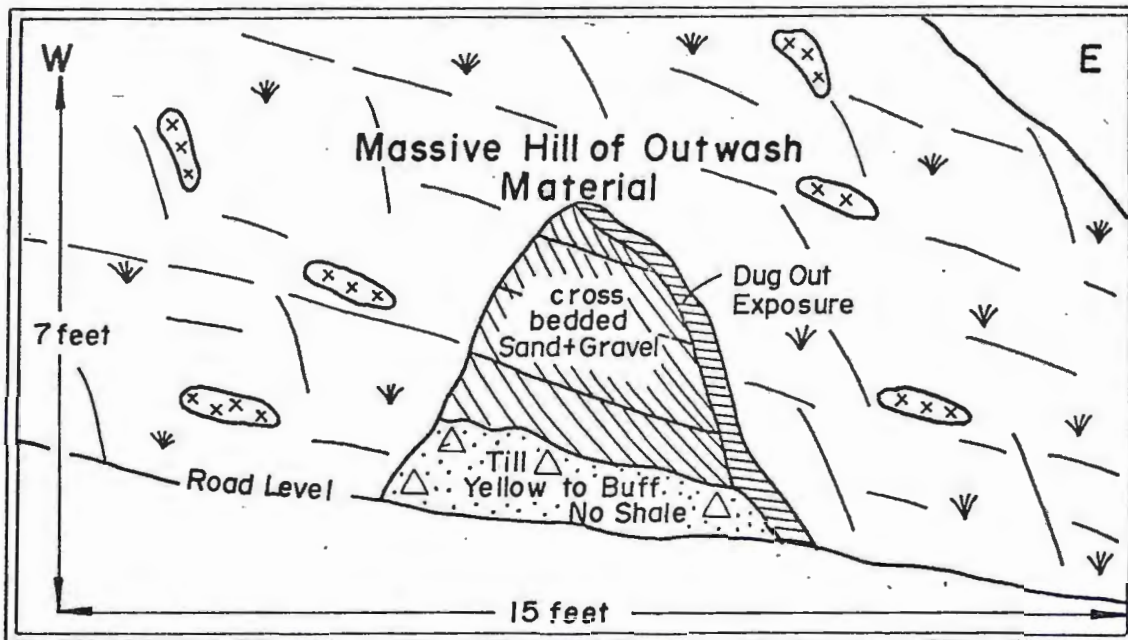 W
E
Massive Hill of Outwash
Material
Dug Out
Exposure
cross
bedded
Sand+Gravel
7 feet
Till
Yellow to Buff
No Shale
Road Level
15 feet